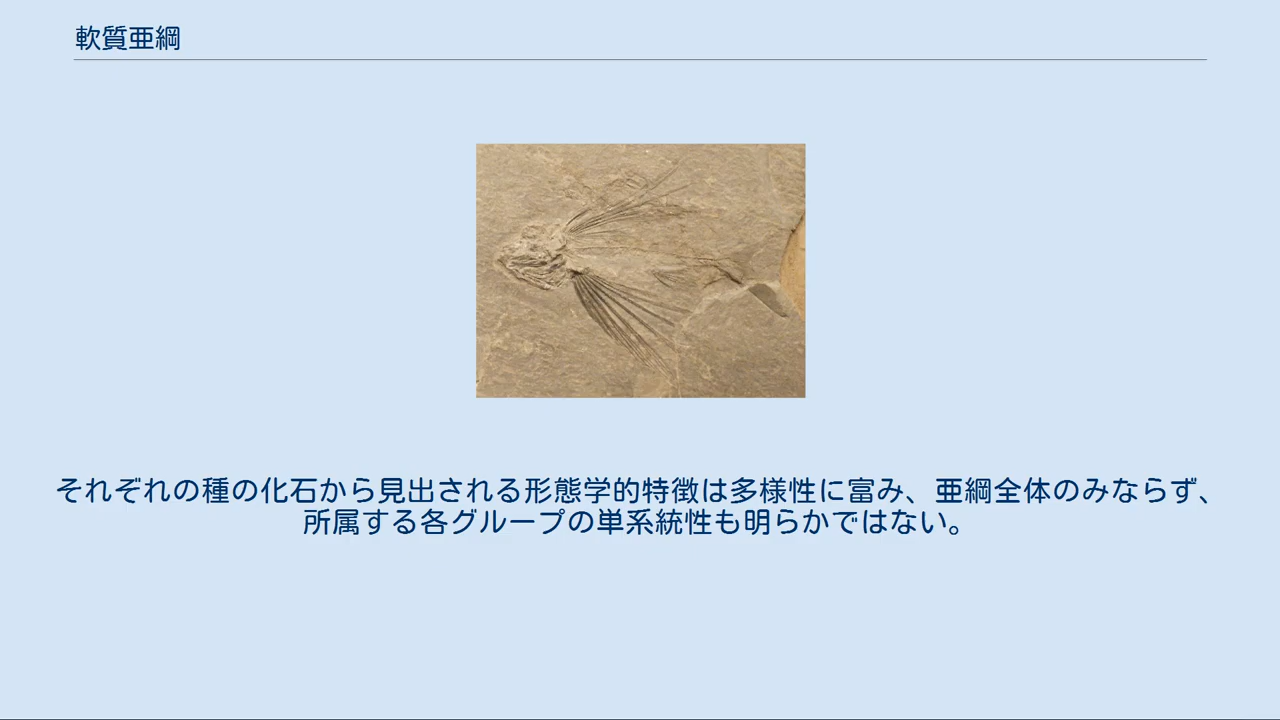 軟質亜綱
それぞれの種の化石から見出される形態学的特徴は多様性に富み、亜綱全体のみならず、
所属する各グループの単系統性も明らかではない。